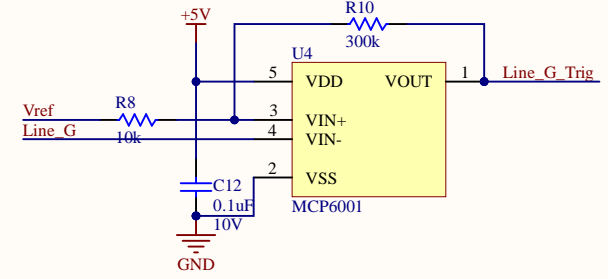 +5V
R10
300k
U4
5
VDD
VOUT
1
Line_G_Trig
Vref
R8
10k
3
VIN+
Line_G
4
VIN-
2
VSS
C12
0.1uF
10V
MCP6001
GND